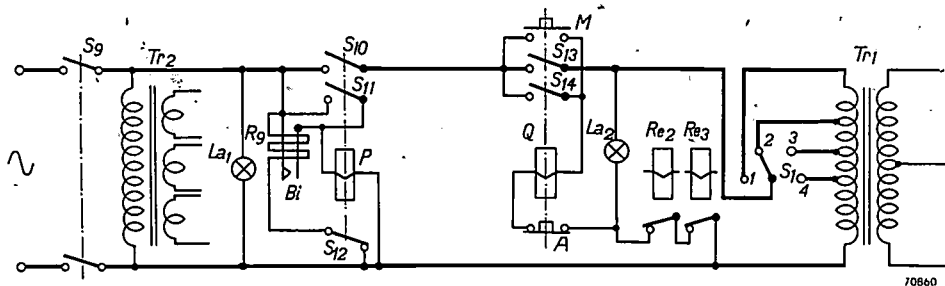 S9
Tr2
La1
R9
Bi
S10
S11
P
S12
M
S13
S14
Q
A
La2
Re2
Re3
1
2
3
S1
4
Tr1
70860